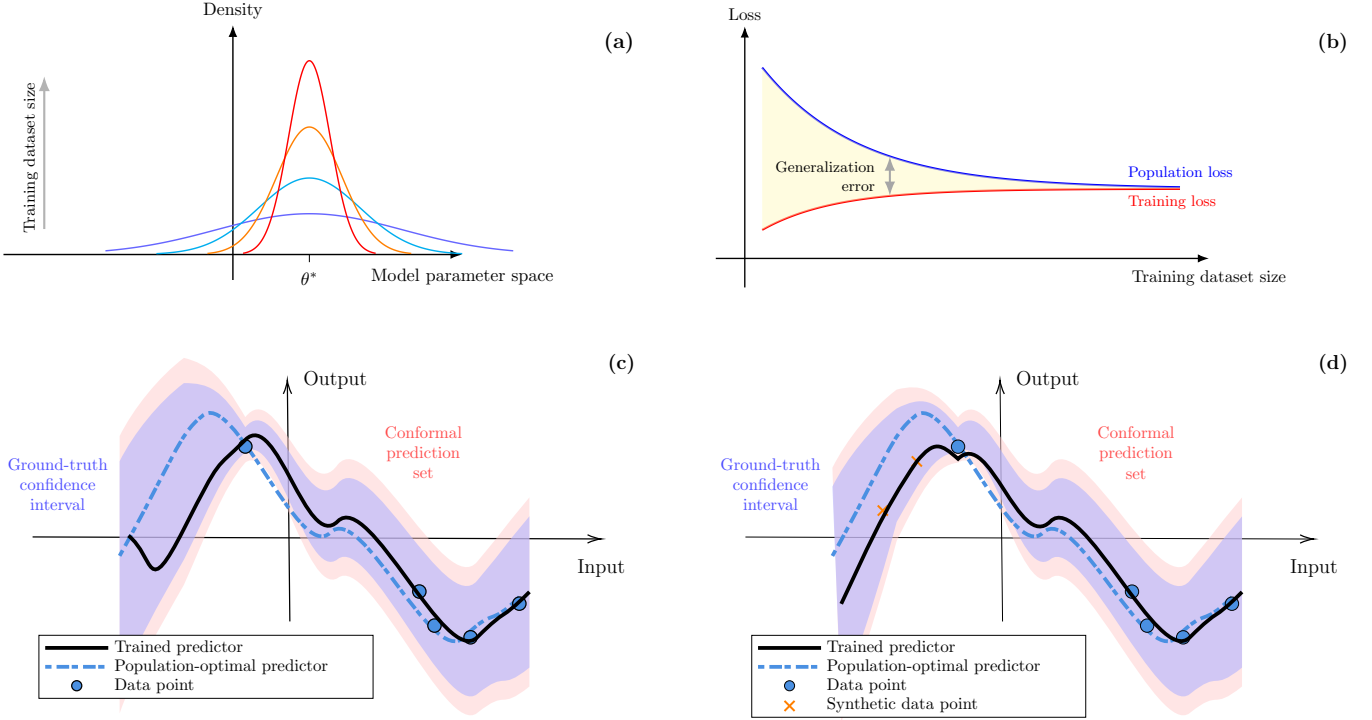 Density
(a)
Training dataset size
θ*
Model parameter space
Loss
(b)
Generalization
error
Population loss
Training loss
Training dataset size
(c)
Output
Conformal
prediction
set
Ground-truth
confidence
interval
Input
Trained predictor
Population-optimal predictor
Data point
(d)
Output
Conformal
prediction
set
Ground-truth
confidence
interval
Input
Trained predictor
Population-optimal predictor
Data point
Synthetic data point